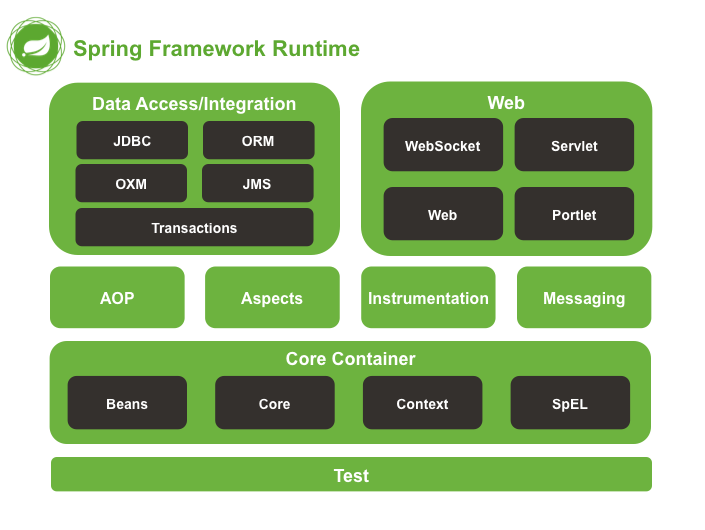 Spring Framework Runtime
Data Access/Integration
JDBC
ORM
OXM
JMS
Transactions
Web
WebSocket
Servlet
Web
Portlet
AOP
Aspects
Instrumentation
Messaging
Core Container
Beans
Core
Context
SpEL
Test